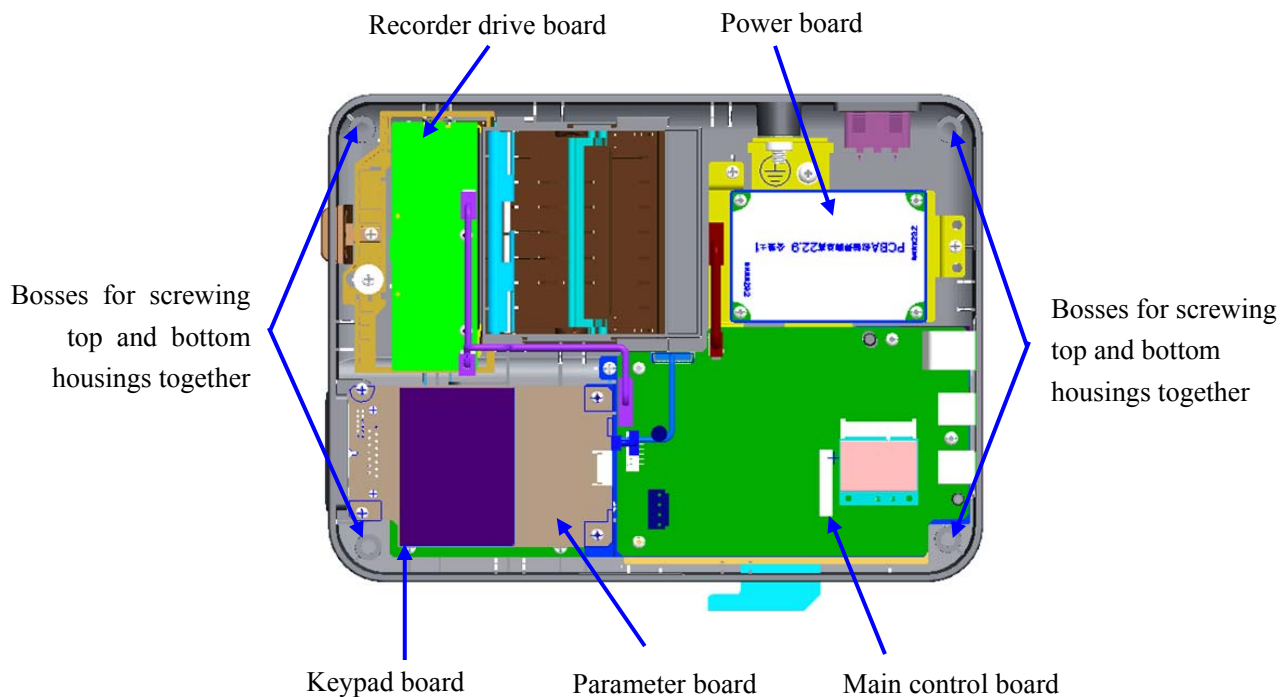 Recorder drive board
Power board
Bosses for screwing
top and bottom
housings together
Bosses for screwing
top and bottom
housings together
Keypad board
Parameter board
Main control board